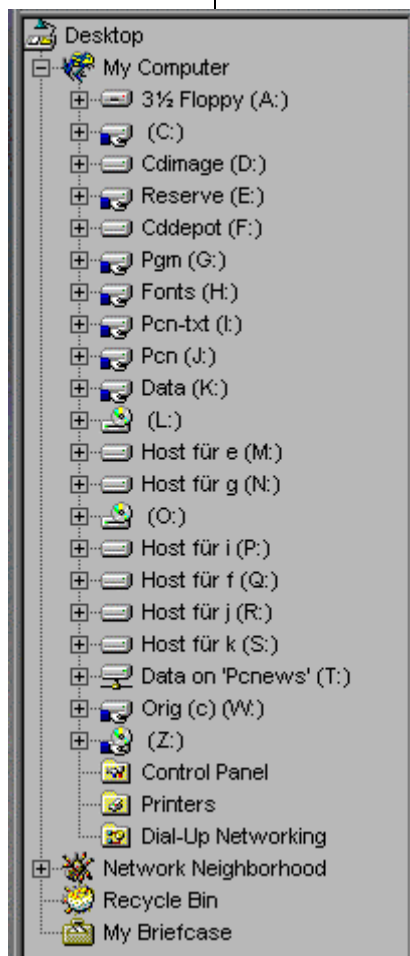 Desktop
My Computer
3½ Floppy (A:)
(C:)
Cdimage (D:)
Reserve (E:)
Cddepot (F:)
Pgm (G:)
Fonts (H:)
Pcn-txt (I:)
Pcn (J:)
Data (K:)
(L:)
Host für e (M:)
Host für g (N:)
(O:)
Host für i (P:)
Host für f (Q:)
Host für j (R:)
Host für k (S:)
Data on 'Pcnews' (T:)
Orig (c) (W:)
(Z:)
Control Panel
Printers
Dial-Up Networking
Network Neighborhood
Recycle Bin
My Briefcase